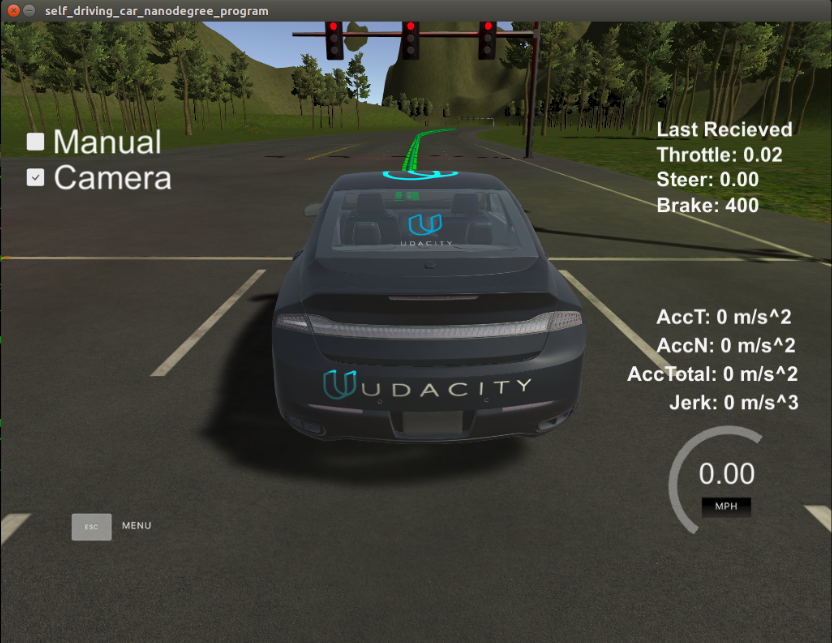 self_driving_car_nanodegree_program
Manual
Camera
Last Recieved
Throttle: 0.02
Steer: 0.00
Brake: 400
UDACITY
AccT: 0 m/s^2
AccN: 0 m/s^2
AccTotal: 0 m/s^2
Jerk: 0 m/s^3
UDACITY
0.00
MPH
ESC MENU